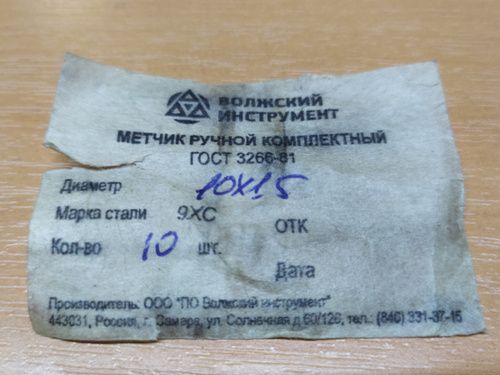 ВОЛЖСКИЙ
ИНСТРУМЕНТ
МЕТЧИК РУЧНОЙ КОМПЛЕКТНЫЙ
ГОСТ 3266-81
Диаметр 10х1,5
Марка стали 9ХС
ОТК
Кол-во 10 шт.
Дата
Производитель: ООО "ПО Волжский инструмент"
443031, Россия, г. Самара, ул. Солнечная д.60/126, тел.: (846) 331-37-15